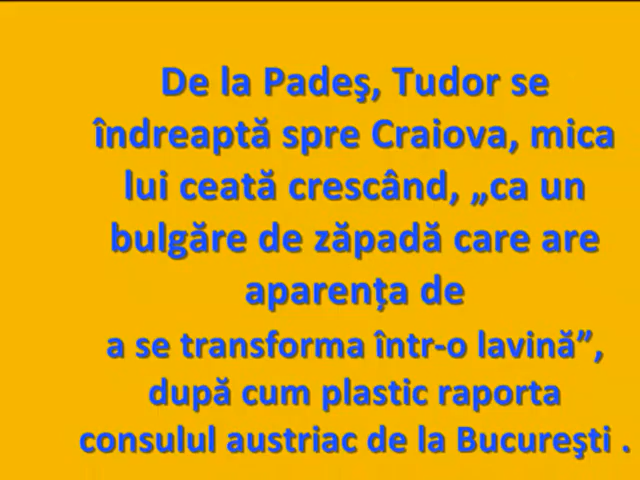 De la Padeş, Tudor se
îndreaptă spre Craiova, mica
lui ceată crescând, „ca un
bulgăre de zăpadă care are
aparența de
a se transforma într-o lavină”,
după cum plastic raporta
consulul austriac de la Bucureşti .